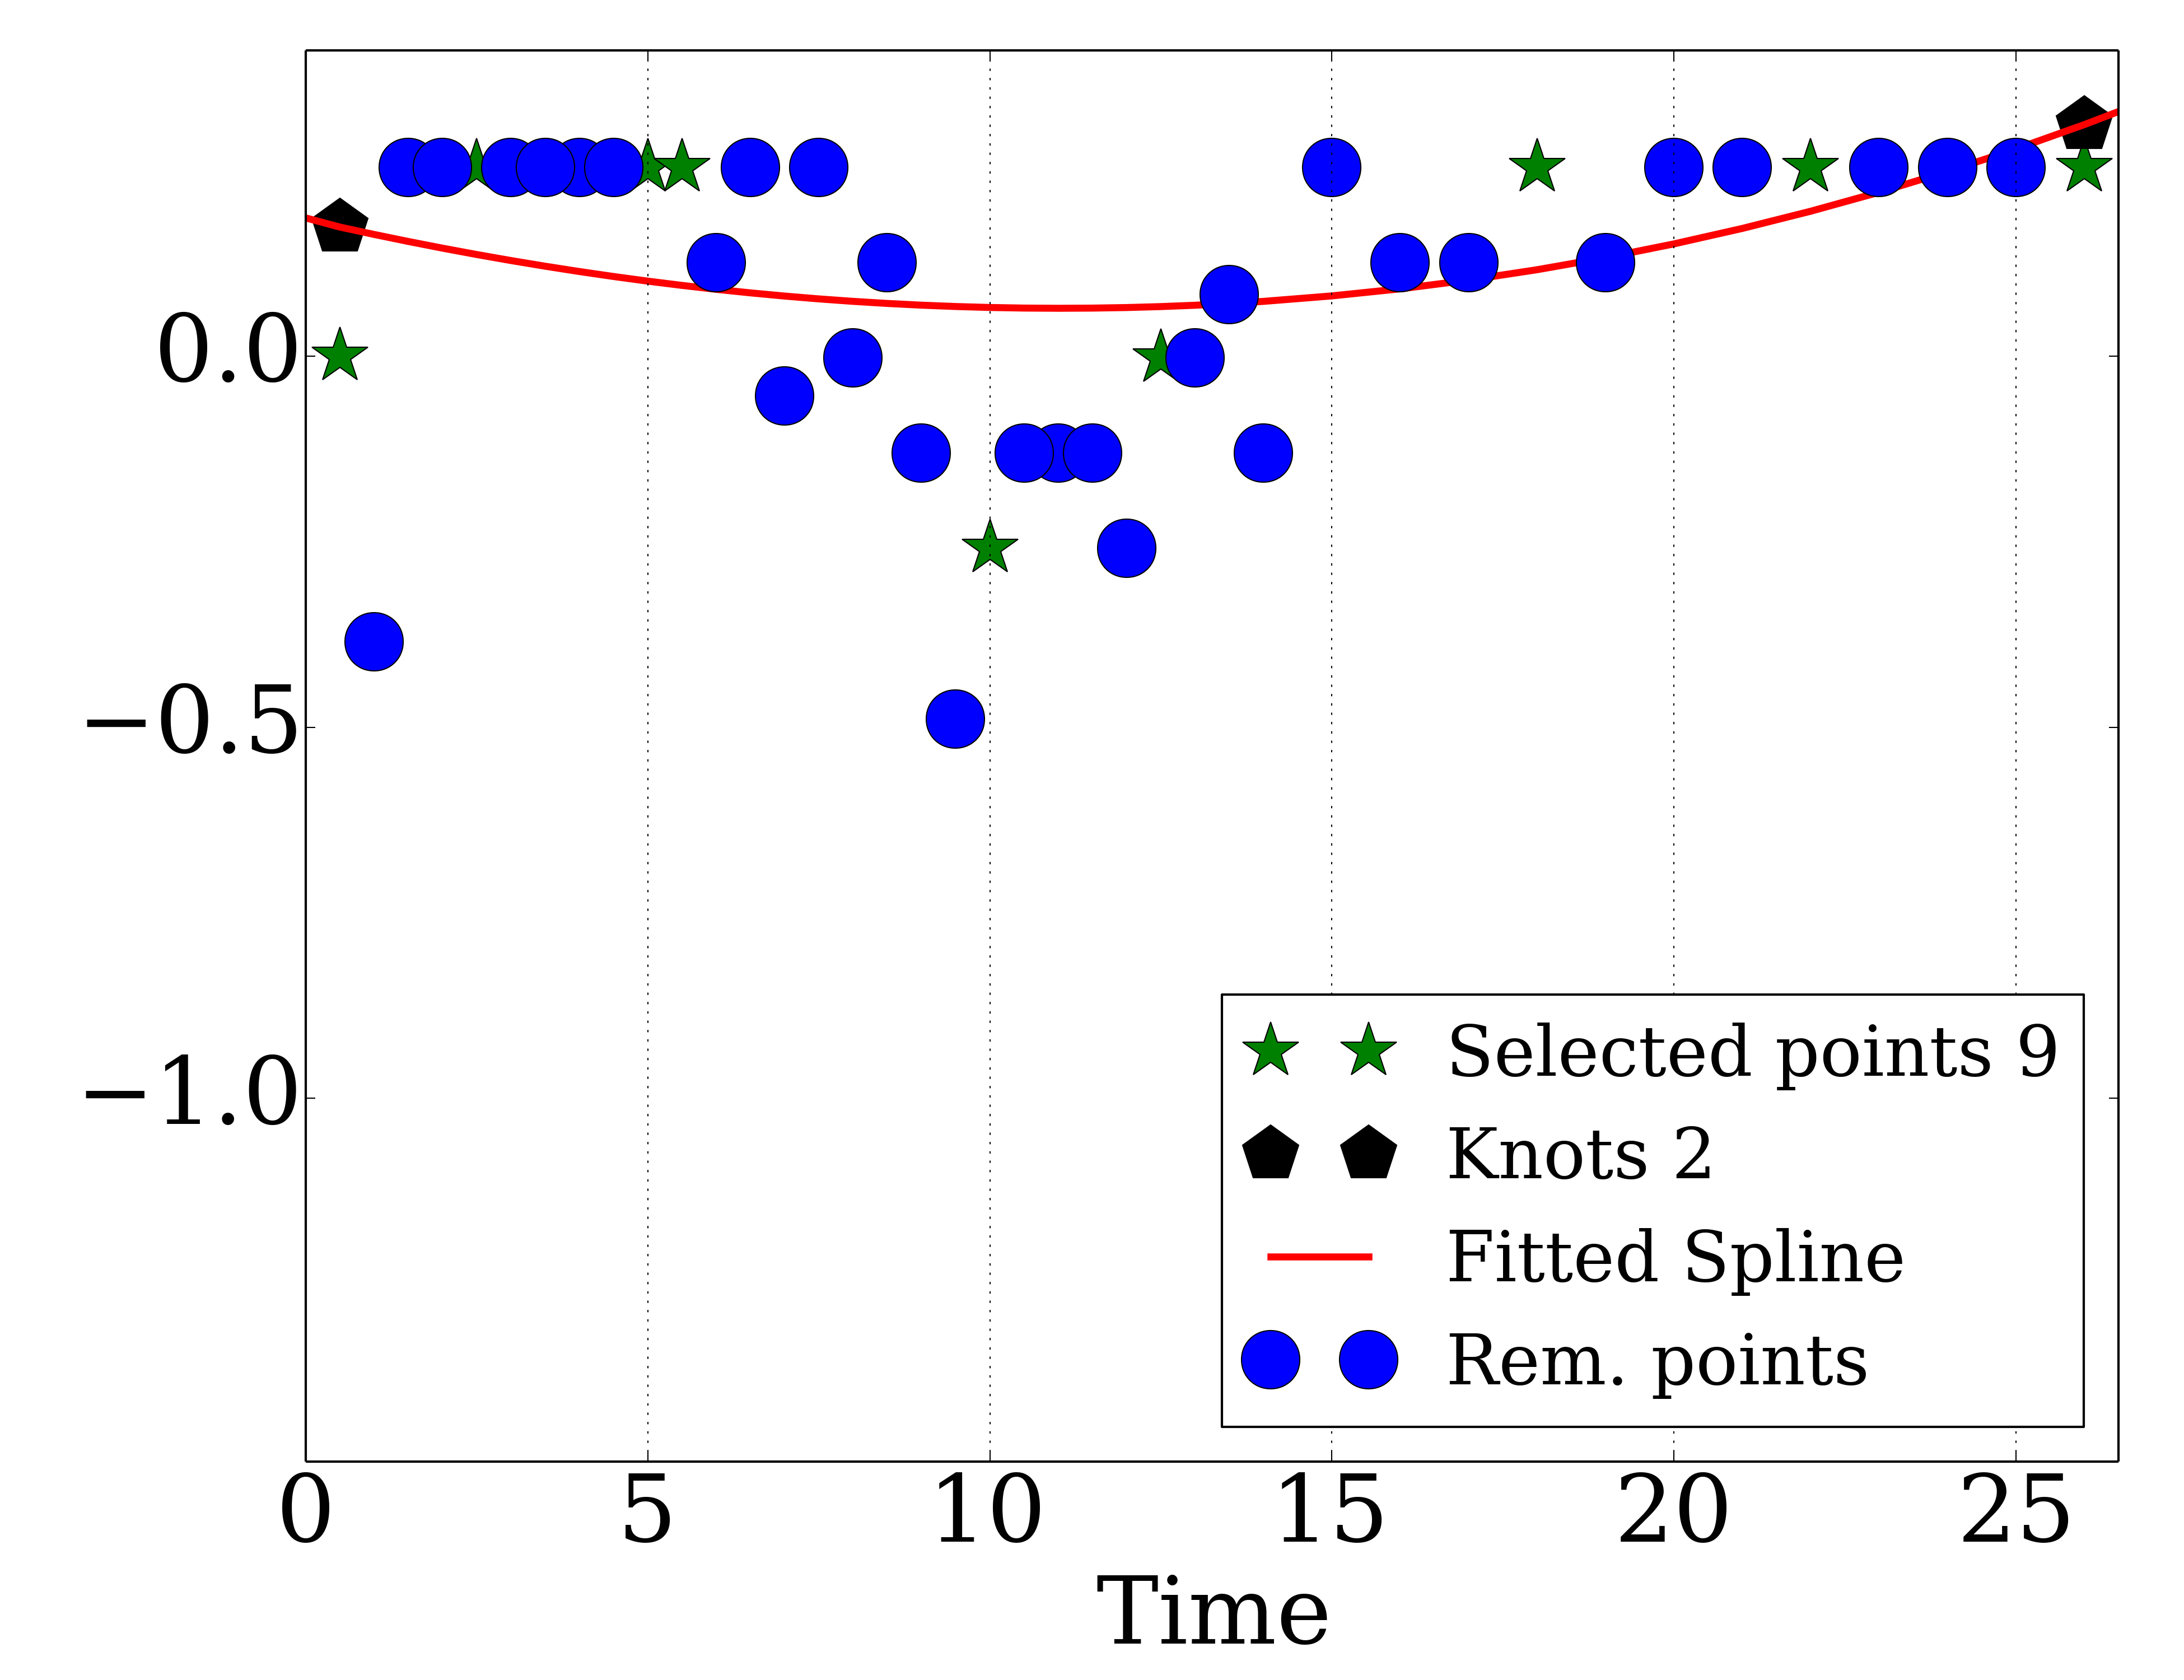 0.0
−0.5
−1.0
Selected points 9
Knots 2
Fitted Spline
Rem. points
0 5 10 15 20 25
Time